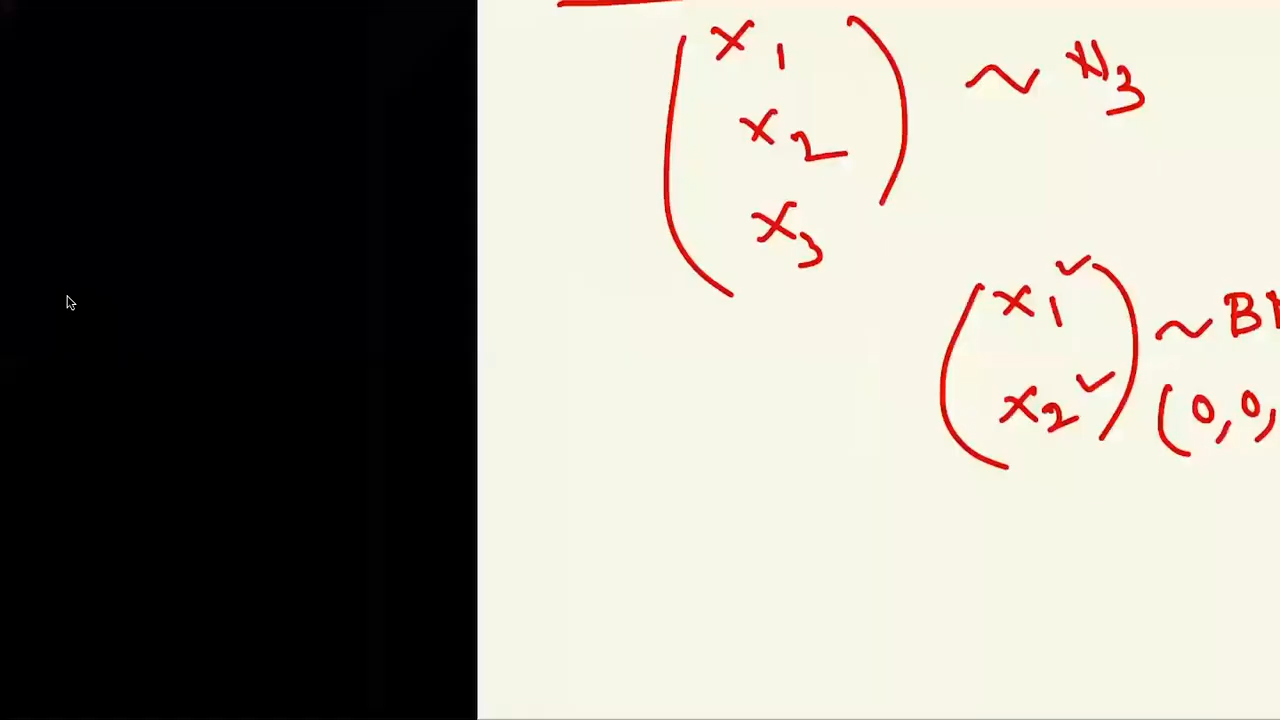 x1
x2 ~ N3
x3
x1 ✓ ~ B
x2 ✓ (0,0,